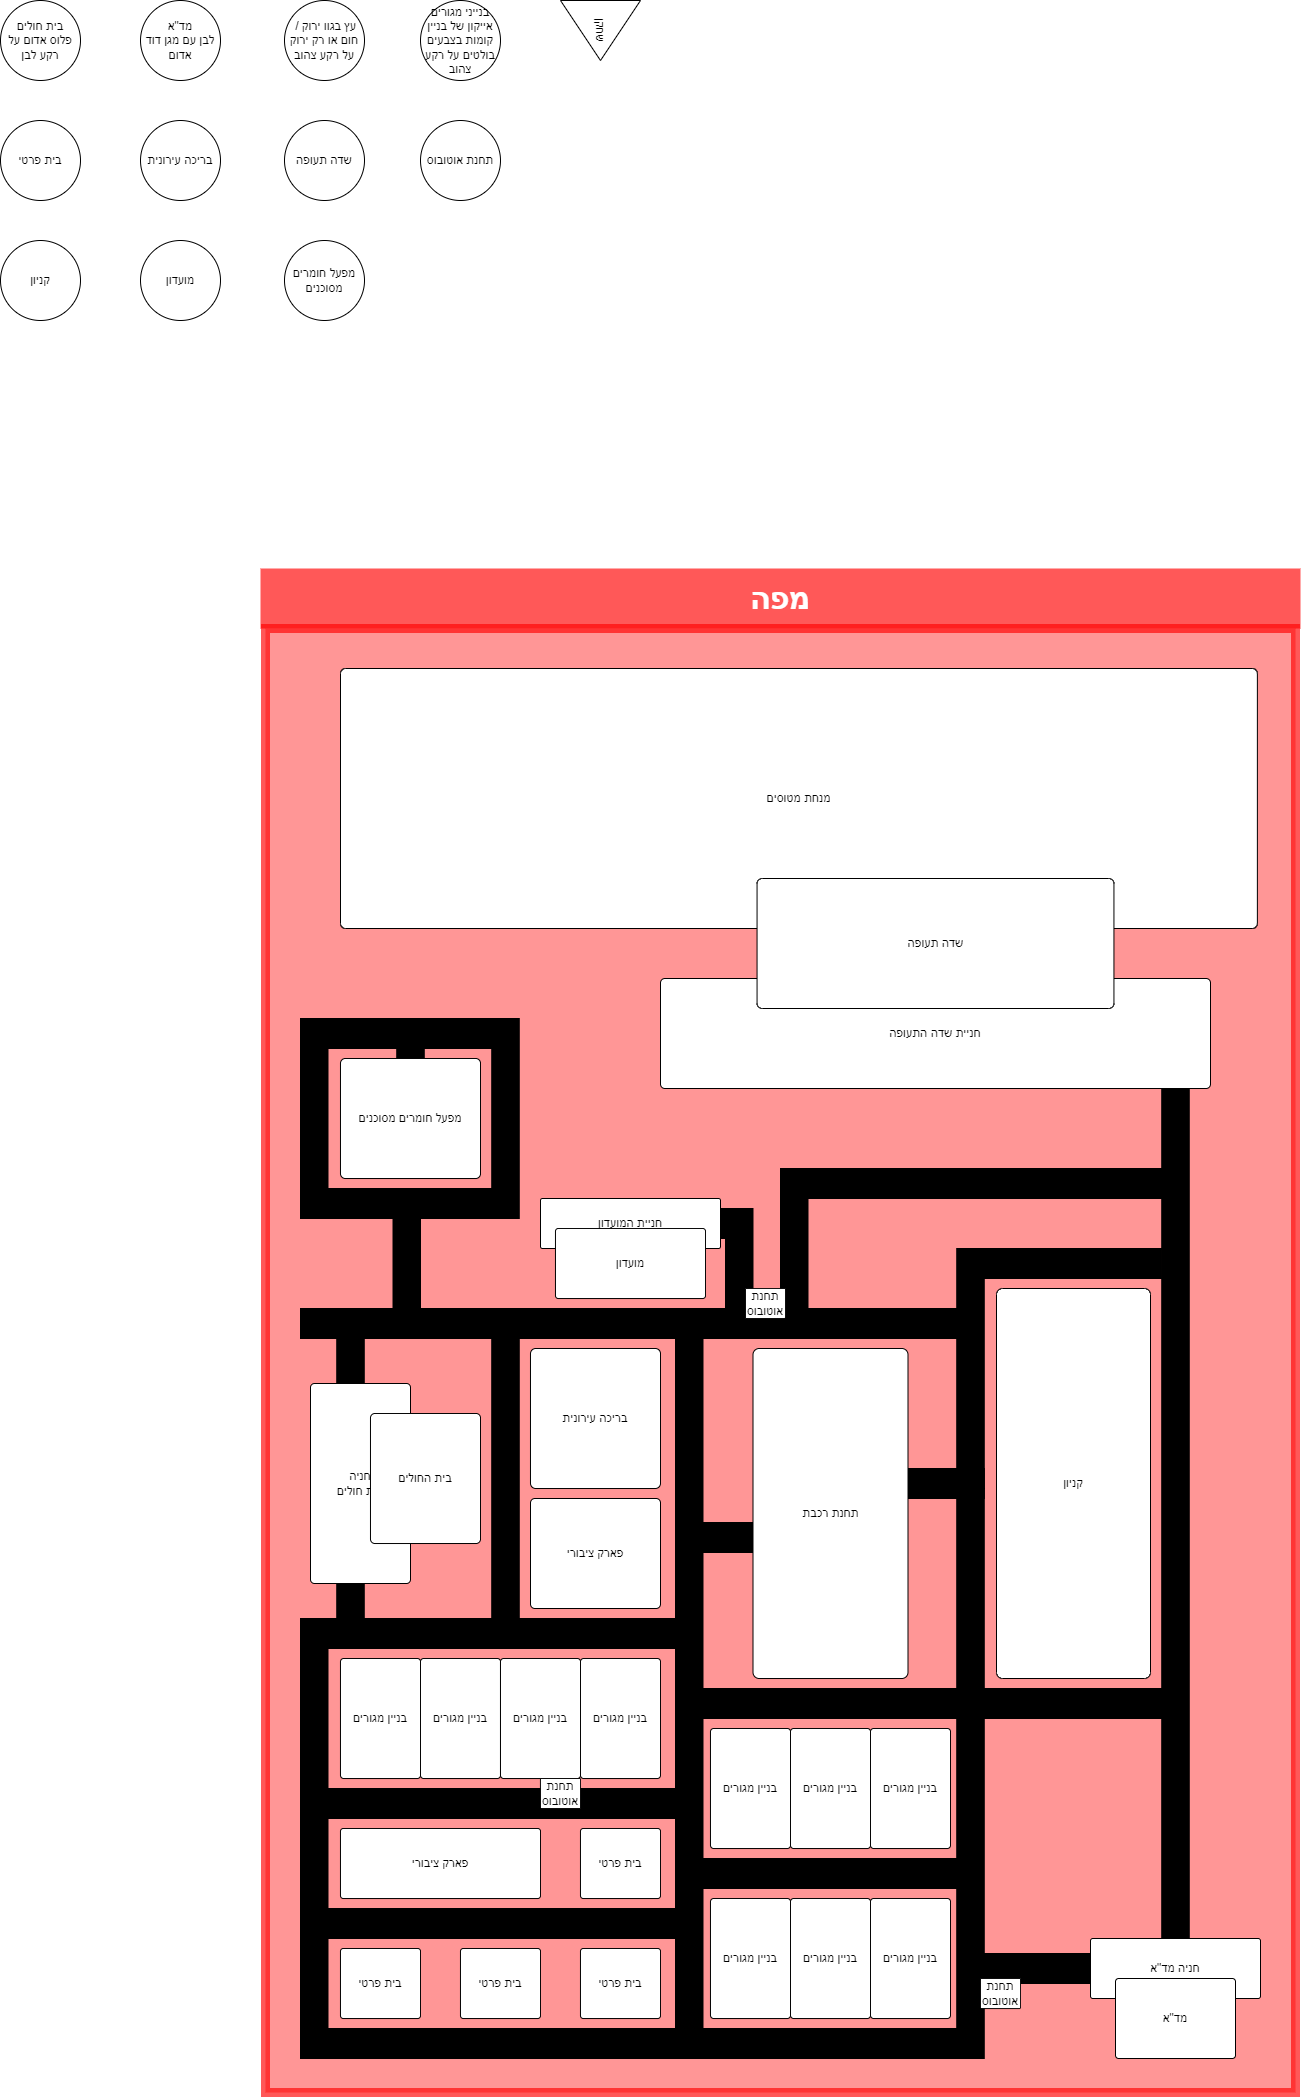 בית חולים
פלוס אדום על
רקע לבן
מד"א
לבן עם מגן דוד
אדום
עץ בגוו ירוק /
חום או רק ירוק
על רקע צהוב
בנייני מגורים
אייקון של בניין
קומות בצבעים
בולטים על רקע
צהוב
שחקן
בית פרטי
בריכה עירונית
שדה תעופה
תחנת אוטובוס
קניון
מועדון
מפעל חומרים
מסוכנים
מפה
מנחת מטוסים
שדה תעופה
חניית שדה התעופה
מפעל חומרים מסוכנים
חניית המועדון
מועדון
תחנת
אוטובוס
בריכה עירונית
קניון
חניה
חולים
בית החולים
תחנת רכבת
פארק ציבורי
בניין מגורים
בניין מגורים
בניין מגורים
בניין מגורים
תחנת
אוטובוס
בניין מגורים
בניין מגורים
בניין מגורים
פארק ציבורי
בית פרטי
בניין מגורים
בניין מגורים
בניין מגורים
חניה מד"א
בית פרטי
בית פרטי
בית פרטי
תחנת
אוטובוס
מד"א